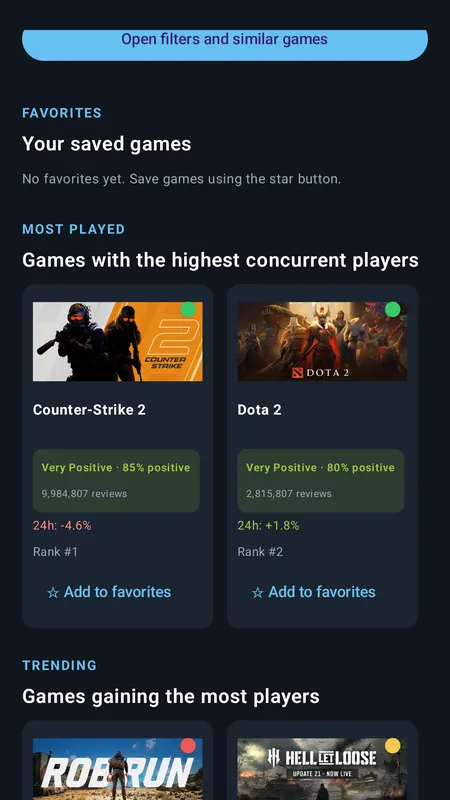 Open filters and similar games
FAVORITES
Your saved games
No favorites yet. Save games using the star button.
MOST PLAYED
Games with the highest concurrent players
2
COUNTER
STRIKE
DOTA 2
Counter-Strike 2
Dota 2
Very Positive · 85% positive
9,984,807 reviews
Very Positive · 80% positive
2,815,807 reviews
24h: -4.6%
24h: +1.8%
Rank #1
Rank #2
☆ Add to favorites
☆ Add to favorites
TRENDING
Games gaining the most players
ROB RUN
HELL LET LOOSE
UPDATE 21 - NOW LIVE